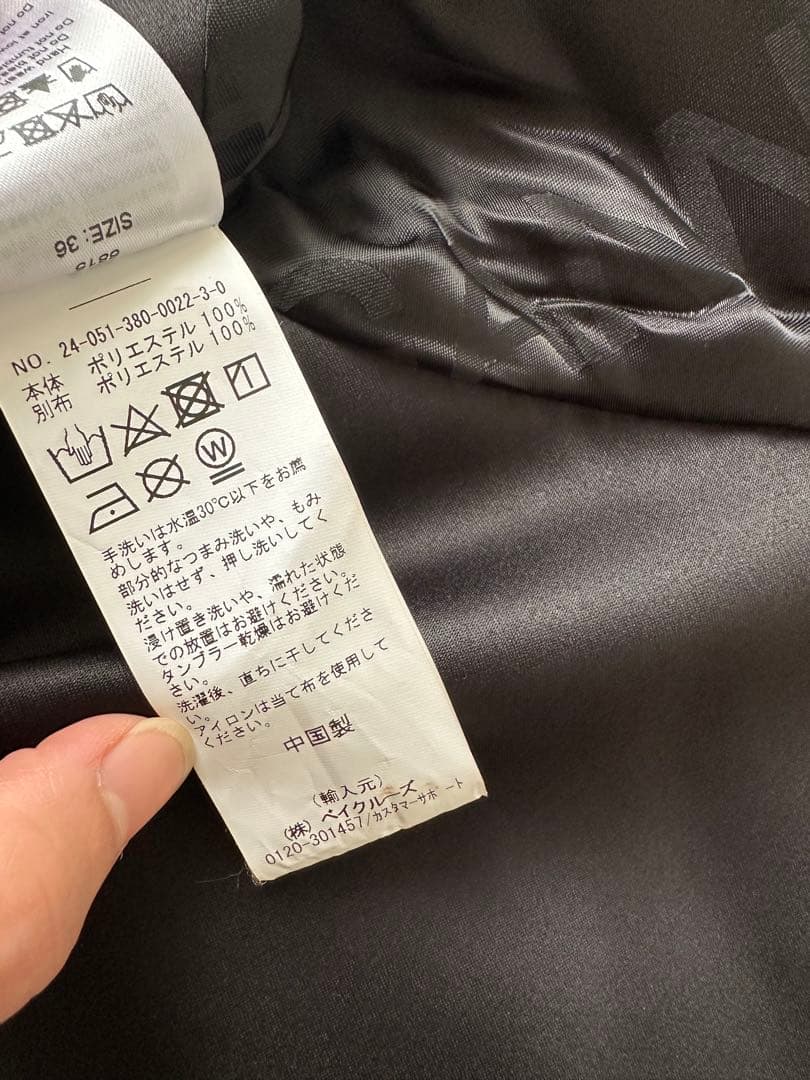 Hand wash
SIZE: 36
NO. 24-051-380-0022-3-0
本体 ポリエステル 100%
別布 ポリエステル 100%
W
手洗いは水温30℃以下をお薦
めします。
部分的なつまみ洗いや、もみ
洗いはせず、押し洗いしてく
ださい。
浸け置き洗いや、濡れた状態
での放置はお避けください。
タンブラー乾燥はお避けくだ
さい。
洗濯後、直ちに干してくださ
い。
アイロンは当て布を使用して
ください。
中国製
(輸入元)
(株) ベイクルーズ
0120-301457/カスタマーサポート